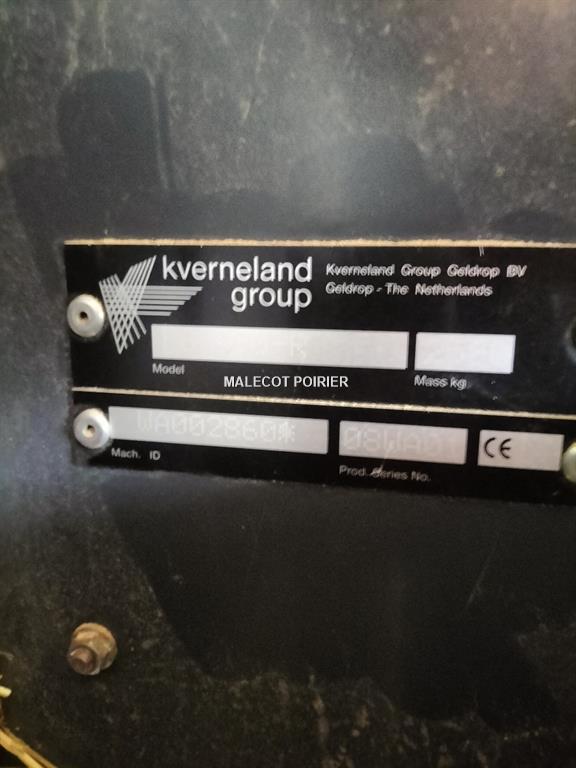 kverneland
group
Kverneland Group Geldrop BV
Geldrop - The Netherlands
Model
Mass kg
MALECOT POIRIER
WA002860*
08WA01
CE
Mach. ID
Prod. Series No.